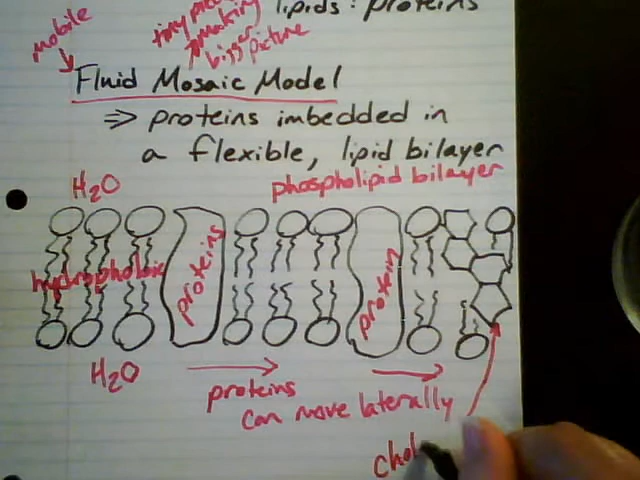 lipids : proteins
mobile
tiny
making
bigger
picture
Fluid Mosaic Model
⇒ proteins imbedded in
a flexible, lipid bilayer
H2O
phospholipid bilayer
hydrophobic
proteins
protein
H2O
proteins
can move laterally
chol